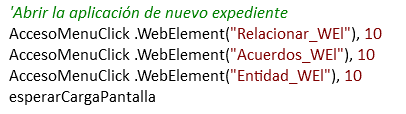 'Abrir la aplicación de nuevo expediente
AccesoMenuClick .WebElement("Relacionar_WEl"), 10
AccesoMenuClick .WebElement("Acuerdos_WEl"), 10
AccesoMenuClick .WebElement("Entidad_WEl"), 10
esperarCargaPantalla